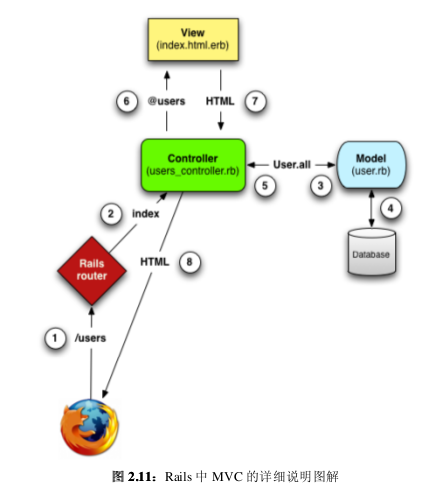 View
(index.html.erb)
6
@users
HTML
7
Controller
(users_controller.rb)
User.all
Model
(user.rb)
5
3
2
index
4
Rails
router
HTML
8
Database
1
/users
图 2.11：Rails 中 MVC 的详细说明图解